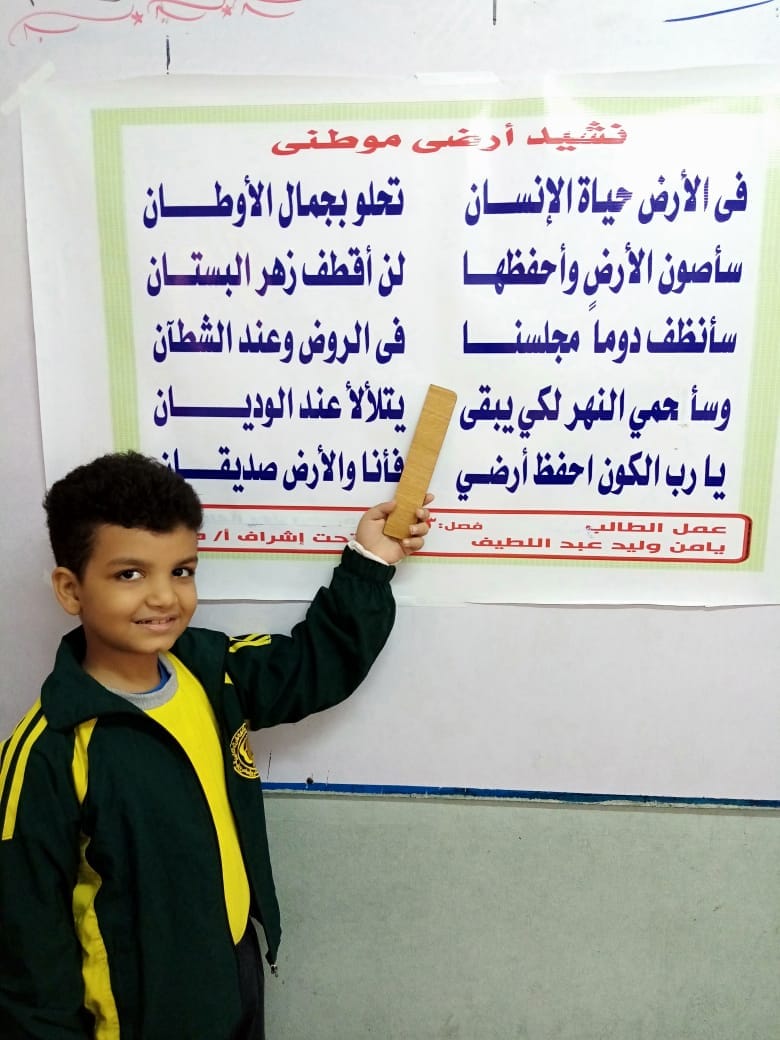 نشيد أرضى موطنى
فى الأرض حياة الإنسان تحلو بجمال الأوطان
سأصون الأرض وأحفظها لن أقطف زهر البستان
سأنظف دوماً مجلسنا فى الروض وعند الشطآن
وسأحمي النهر لكي يبقى يتلألأ عند الوديان
يا رب الكون احفظ أرضي فأنا والأرض صديقان
عمل الطالب فصل: ٣
يامن وليد عبد اللطيف تحت إشراف أ/